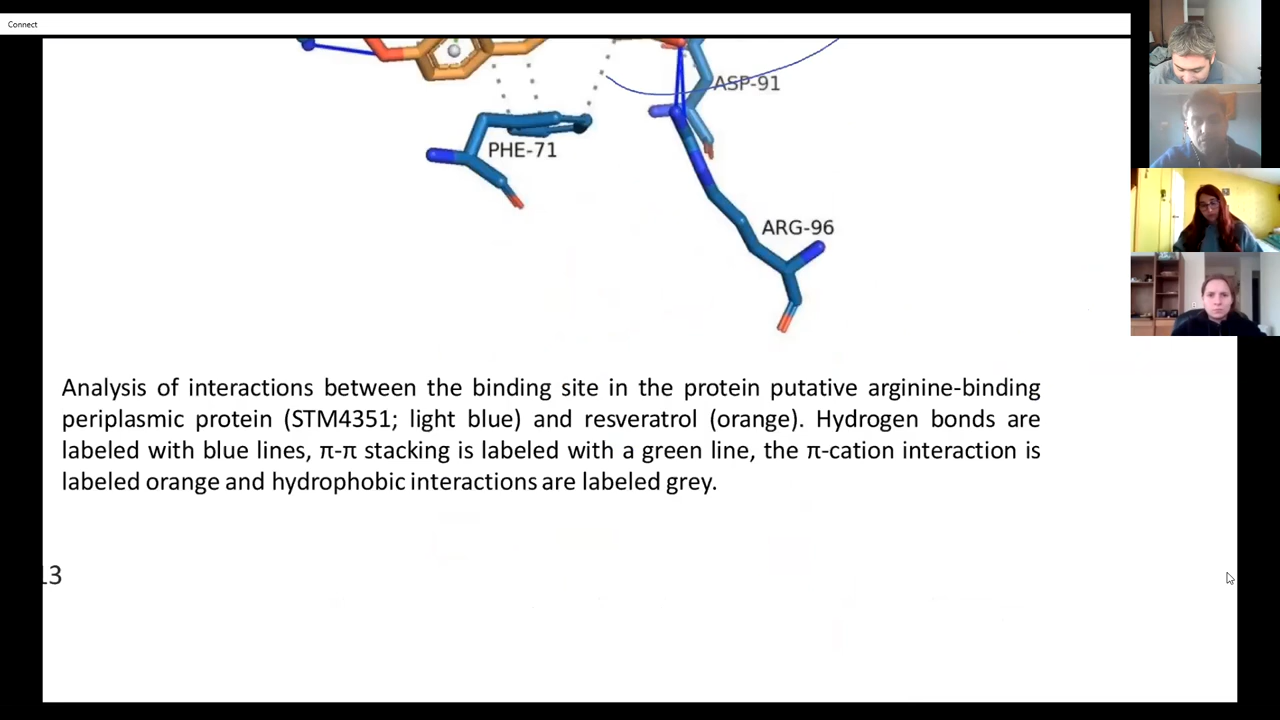 Connect
ASP-91
PHE-71
ARG-96
Analysis of interactions between the binding site in the protein putative arginine-binding
periplasmic protein (STM4351; light blue) and resveratrol (orange). Hydrogen bonds are
labeled with blue lines, π-π stacking is labeled with a green line, the π-cation interaction is
labeled orange and hydrophobic interactions are labeled grey.
13